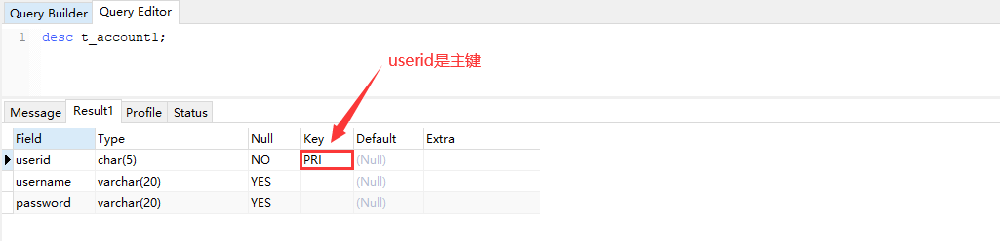 Query Builder Query Editor
1 desc t_account1;
userid是主键
Message Result1 Profile Status
Field Type Null Key Default Extra
userid char(5) NO PRI (Null)
username varchar(20) YES (Null)
password varchar(20) YES (Null)